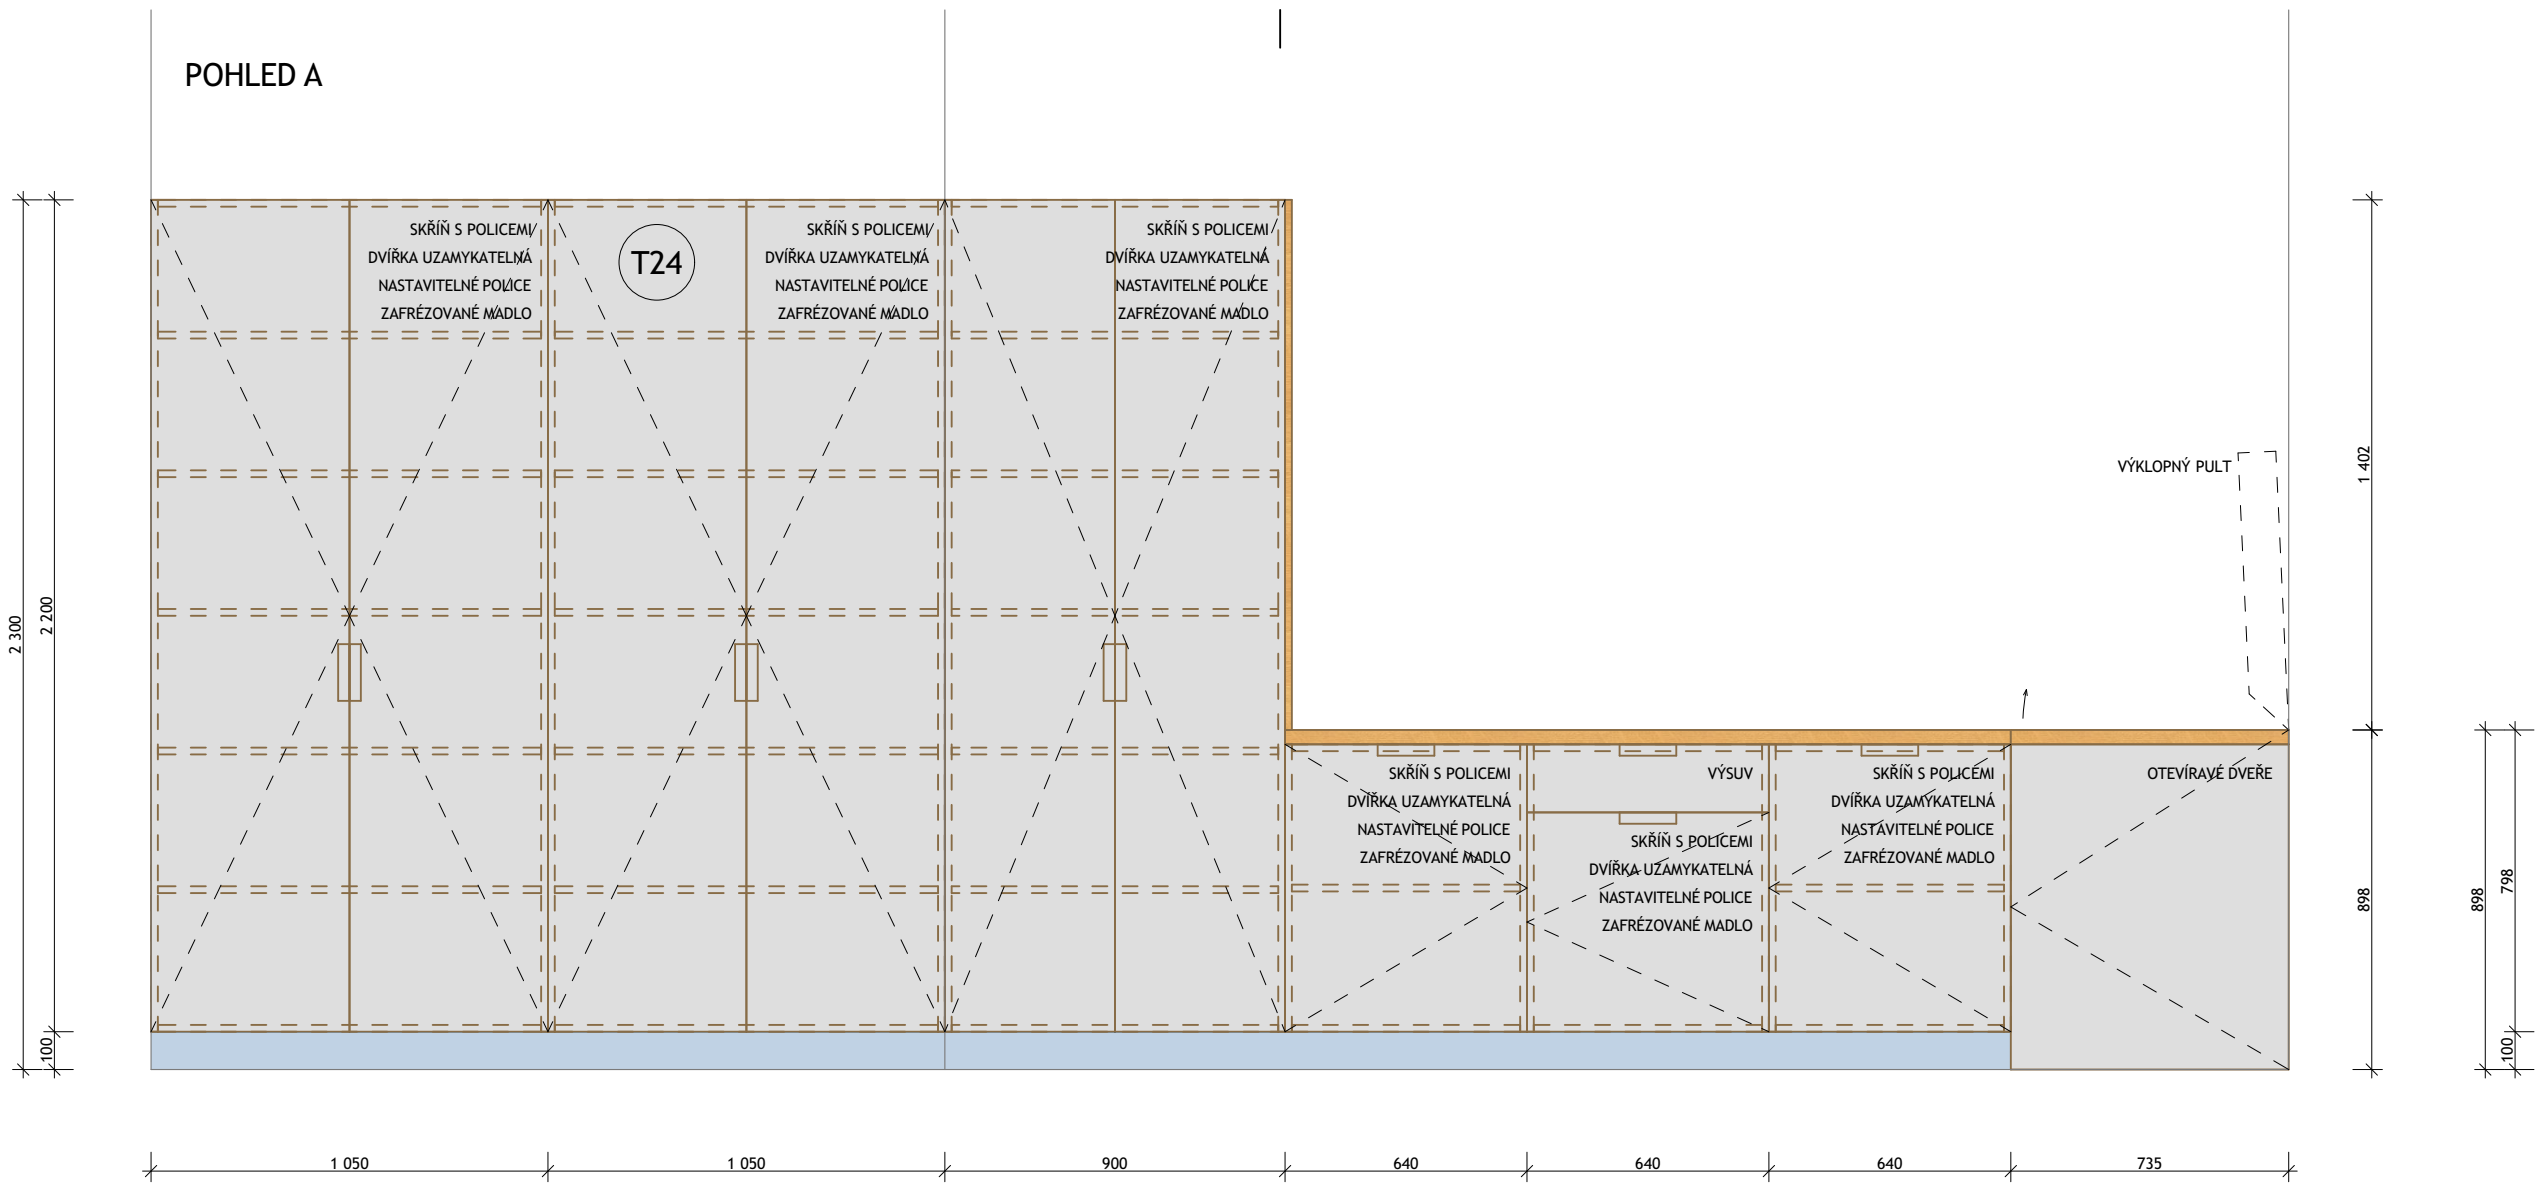 POHLED A
SKŘÍŇ S POLICEMI
DVÍŘKA UZAMYKATELNÁ
NASTAVITELNÉ POLICE
ZAFRÉZOVANÉ MADLO
T24
SKŘÍŇ S POLICEMI
DVÍŘKA UZAMYKATELNÁ
NASTAVITELNÉ POLICE
ZAFRÉZOVANÉ MADLO
SKŘÍŇ S POLICEMI
DVÍŘKA UZAMYKATELNÁ
NASTAVITELNÉ POLICE
ZAFRÉZOVANÉ MADLO
2 300
2 200
100
VÝKLOPNÝ PULT
1 402
SKŘÍŇ S POLICEMI
DVÍŘKA UZAMYKATELNÁ
NASTAVITELNÉ POLICE
ZAFRÉZOVANÉ MADLO
VÝSUV
SKŘÍŇ S POLICEMI
DVÍŘKA UZAMYKATELNÁ
NASTAVITELNÉ POLICE
ZAFRÉZOVANÉ MADLO
SKŘÍŇ S POLICEMI
DVÍŘKA UZAMYKATELNÁ
NASTAVITELNÉ POLICE
ZAFRÉZOVANÉ MADLO
OTEVÍRAVÉ DVEŘE
898
898
798
100
1 050
1 050
900
640
640
640
735